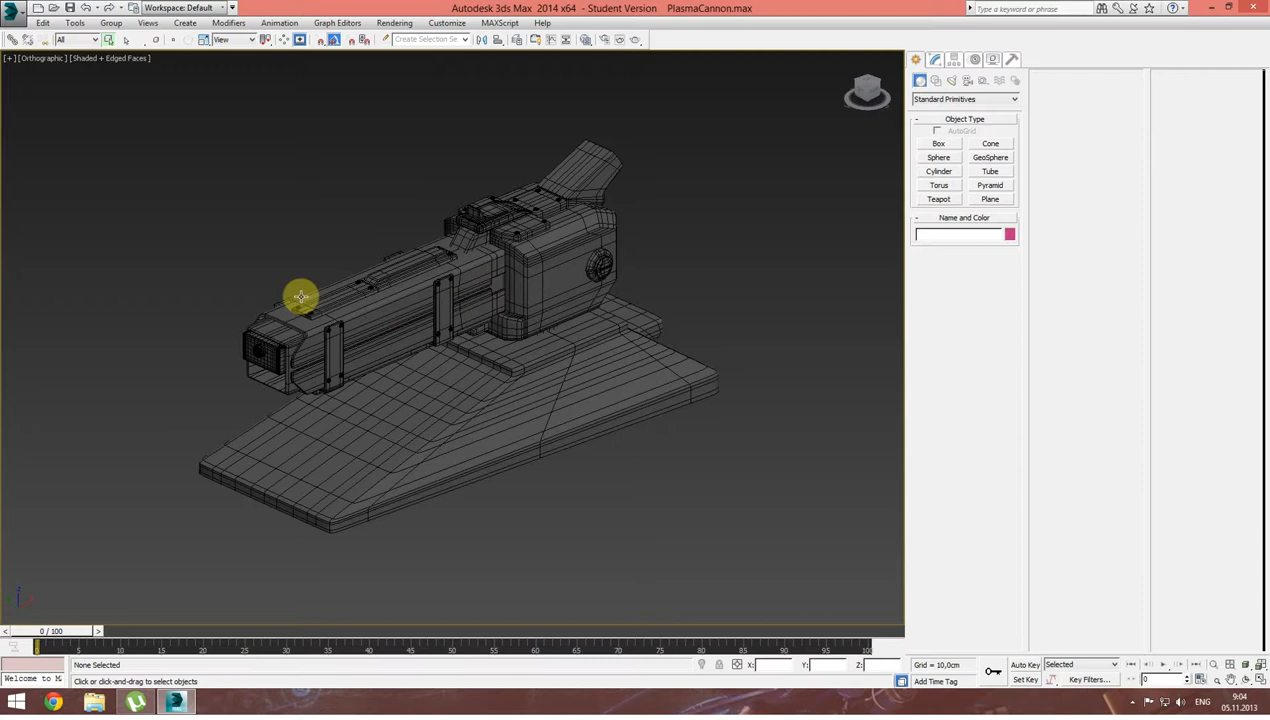 Autodesk 3ds Max 2014 x64 - Student Version PlasmaCannon.max
Workspace: Default
Type a keyword or phrase
Edit Tools Group Views Create Modifiers Animation Graph Editors Rendering Customize MAXScript Help
All View Create Selection Se
[+] [Orthographic] [Shaded + Edged Faces]
Standard Primitives
- Object Type
AutoGrid
Box Cone
Sphere GeoSphere
Cylinder Tube
Torus Pyramid
Teapot Plane
- Name and Color
< 0 / 100 >
0 5 10 15 20 25 30 35 40 45 50 55 60 65 70 75 80 85 90 95 100
None Selected X: Y: Z: Grid = 10,0cm Auto Key Selected
Welcome to M Click or click-and-drag to select objects Add Time Tag Set Key Key Filters... 0
ENG 9:04
05.11.2013